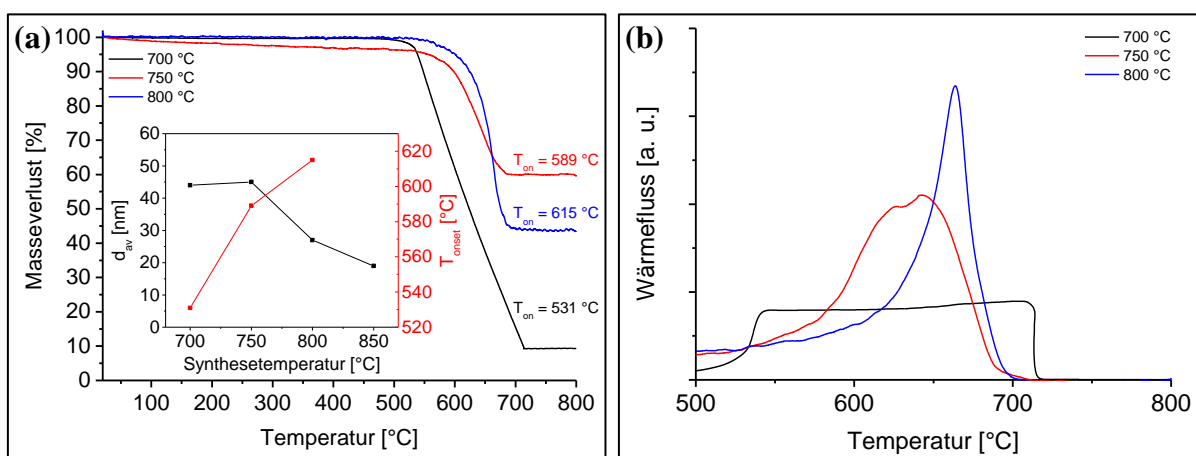 (a)
100
90
80
70
60
50
40
30
20
10
0
Masseverlust [%]
700 °C
750 °C
800 °C
60
50
40
30
20
10
0
d_av [nm]
620
600
580
560
540
520
T_onset [°C]
700 750 800 850
Synthesetemperatur [°C]
T_on = 589 °C
T_on = 615 °C
T_on = 531 °C
100 200 300 400 500 600 700 800
Temperatur [°C]
(b)
700 °C
750 °C
800 °C
Wärmefluss [a. u.]
500 600 700 800
Temperatur [°C]